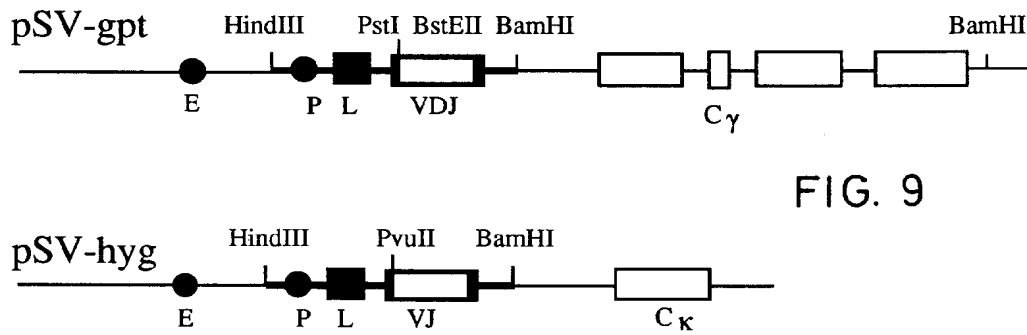 pSV-gpt
HindIII PstI BstEII BamHI BamHI
E P L VDJ Cγ
FIG. 9
pSV-hyg
HindIII PvuII BamHI
E P L VJ Cκ